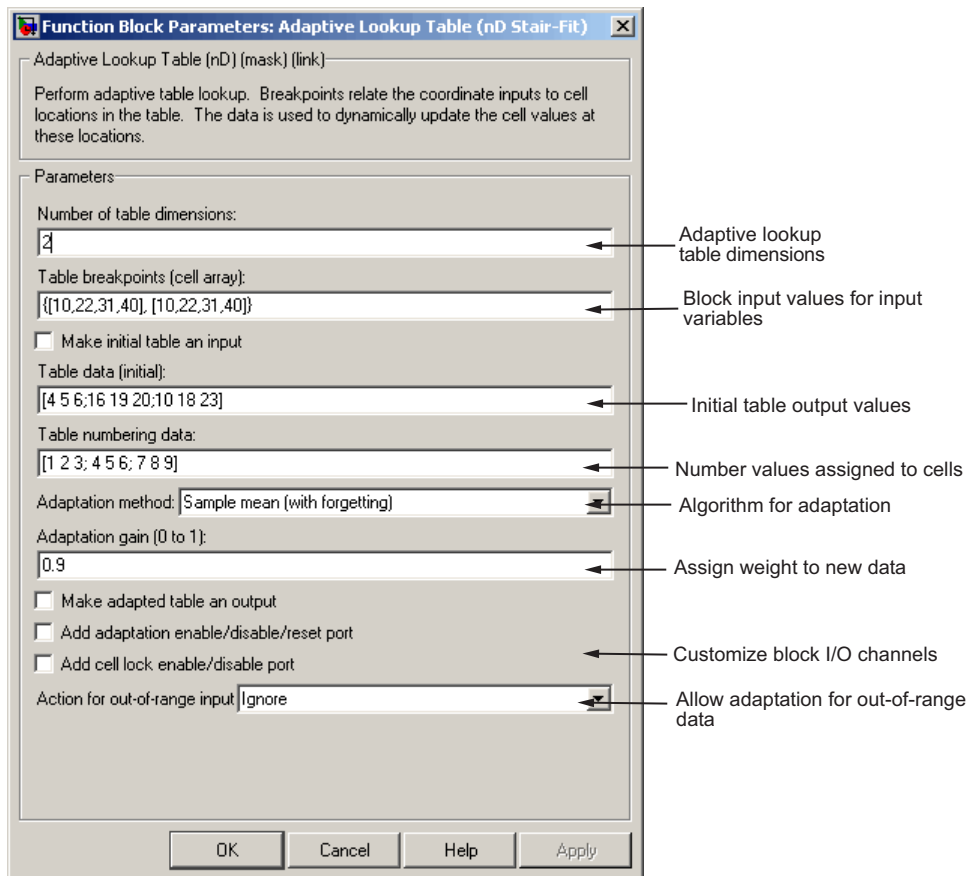 Function Block Parameters: Adaptive Lookup Table (nD Stair-Fit)
Adaptive Lookup Table (nD) (mask) (link)
Perform adaptive table lookup. Breakpoints relate the coordinate inputs to cell
locations in the table. The data is used to dynamically update the cell values at
these locations.
Parameters
Number of table dimensions:
2
Adaptive lookup
table dimensions
Table breakpoints (cell array):
{[10,22,31,40], [10,22,31,40]}
Block input values for input
variables
Make initial table an input
Table data (initial):
[4 5 6;16 19 20;10 18 23]
Initial table output values
Table numbering data:
[1 2 3; 4 5 6; 7 8 9]
Number values assigned to cells
Adaptation method: Sample mean (with forgetting)
Algorithm for adaptation
Adaptation gain (0 to 1):
0.9
Assign weight to new data
Make adapted table an output
Add adaptation enable/disable/reset port
Add cell lock enable/disable port
Customize block I/O channels
Action for out-of-range input Ignore
Allow adaptation for out-of-range
data
OK Cancel Help Apply